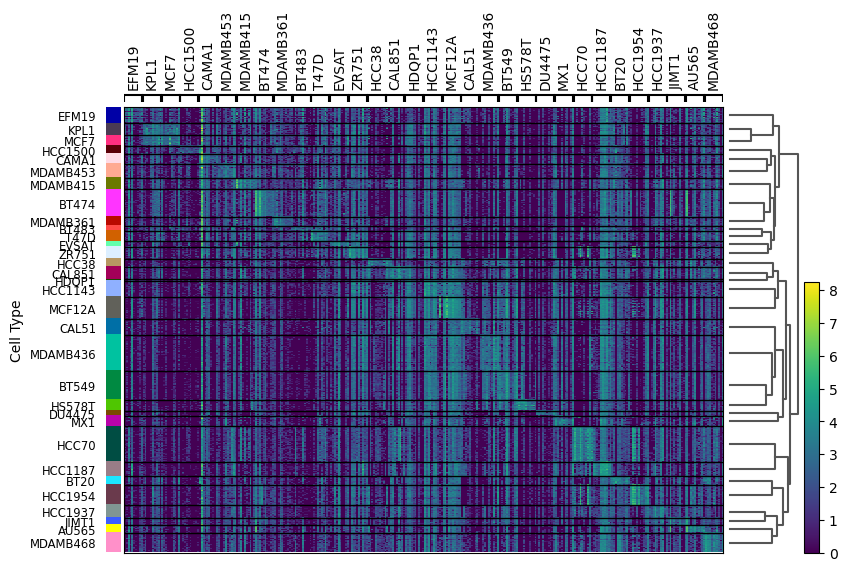 EFM19
KPL1
MCF7
HCC1500
CAMA1
MDAMB453
MDAMB415
BT474
MDAMB361
BT483
T47D
EVSAT
ZR751
HCC38
CAL851
HDQP1
HCC1143
MCF12A
CAL51
MDAMB436
BT549
HS578T
DU4475
MX1
HCC70
HCC1187
BT20
HCC1954
HCC1937
JIMT1
AU565
MDAMB468
Cell Type
EFM19
KPL1
MCF7
HCC1500
CAMA1
MDAMB453
MDAMB415
BT474
MDAMB361
BT483
T47D
EVSAT
ZR751
HCC38
CAL851
HDQP1
HCC1143
MCF12A
CAL51
MDAMB436
BT549
HS578T
DU4475
MX1
HCC70
HCC1187
BT20
HCC1954
HCC1937
JIMT1
AU565
MDAMB468
8
7
6
5
4
3
2
1
0